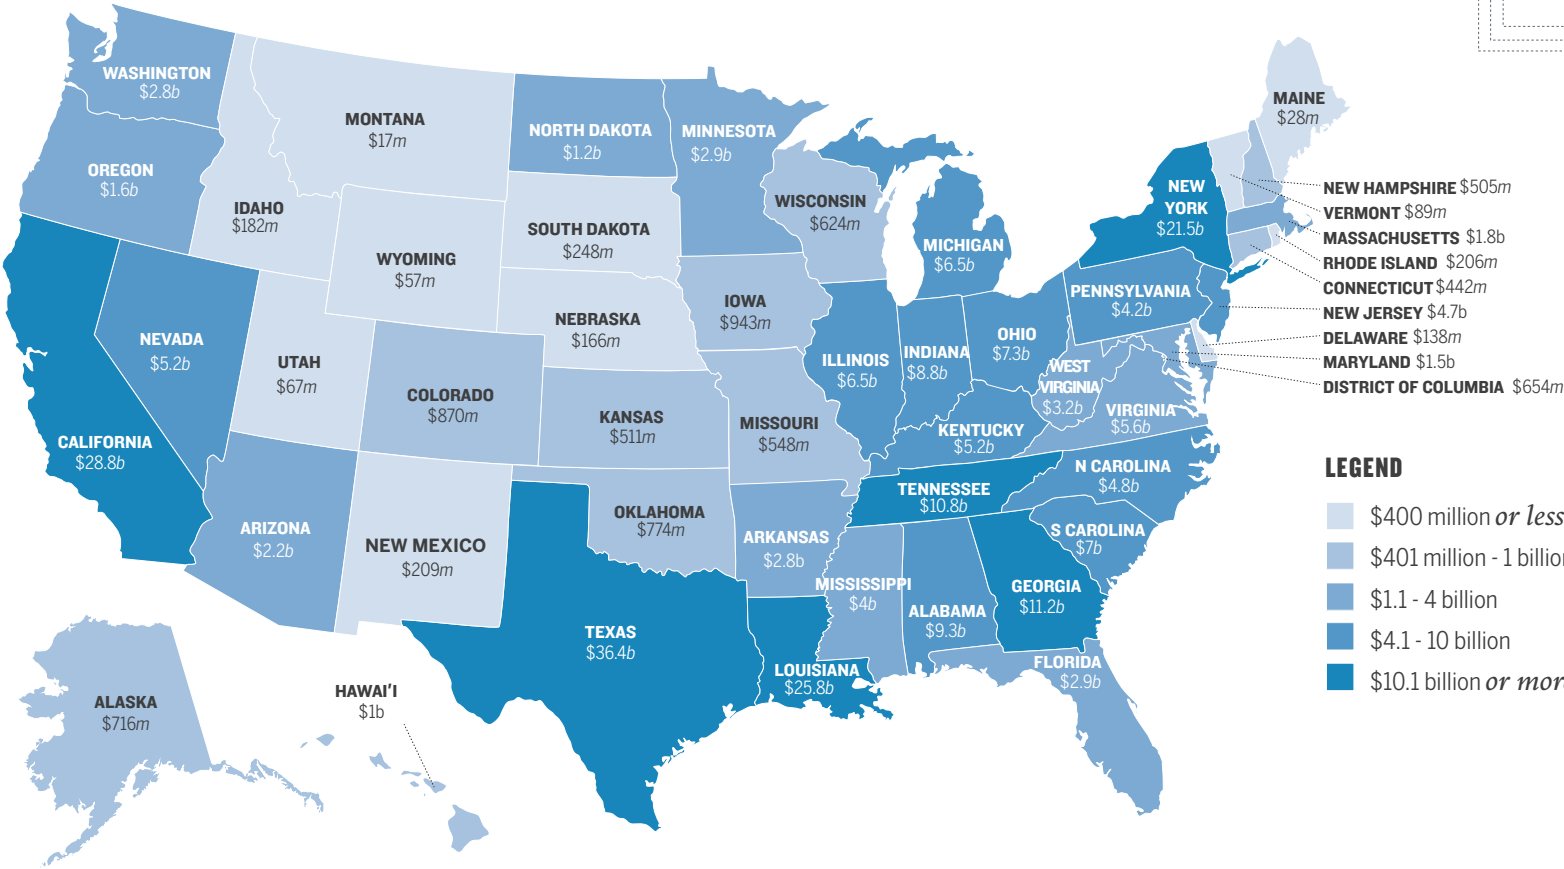 WASHINGTON
$2.8b
OREGON
$1.6b
CALIFORNIA
$28.8b
NEVADA
$5.2b
IDAHO
$182m
MONTANA
$17m
WYOMING
$57m
UTAH
$67m
COLORADO
$870m
ARIZONA
$2.2b
NEW MEXICO
$209m
NORTH DAKOTA
$1.2b
SOUTH DAKOTA
$248m
NEBRASKA
$166m
KANSAS
$511m
OKLAHOMA
$774m
TEXAS
$36.4b
MINNESOTA
$2.9b
IOWA
$943m
MISSOURI
$548m
ARKANSAS
$2.8b
LOUISIANA
$25.8b
WISCONSIN
$624m
ILLINOIS
$6.5b
MICHIGAN
$6.5b
INDIANA
$8.8b
OHIO
$7.3b
KENTUCKY
$5.2b
TENNESSEE
$10.8b
MISSISSIPPI
$4b
ALABAMA
$9.3b
GEORGIA
$11.2b
FLORIDA
$2.9b
S CAROLINA
$7b
N CAROLINA
$4.8b
VIRGINIA
$5.6b
WEST
VIRGINIA
$3.2b
PENNSYLVANIA
$4.2b
NEW
YORK
$21.5b
MAINE
$28m
NEW HAMPSHIRE $505m
VERMONT $89m
MASSACHUSETTS $1.8b
RHODE ISLAND $206m
CONNECTICUT $442m
NEW JERSEY $4.7b
DELAWARE $138m
MARYLAND $1.5b
DISTRICT OF COLUMBIA $654m
ALASKA
$716m
HAWAI'I
$1b
LEGEND
$400 million or less
$401 million - 1 billion
$1.1 - 4 billion
$4.1 - 10 billion
$10.1 billion or mor